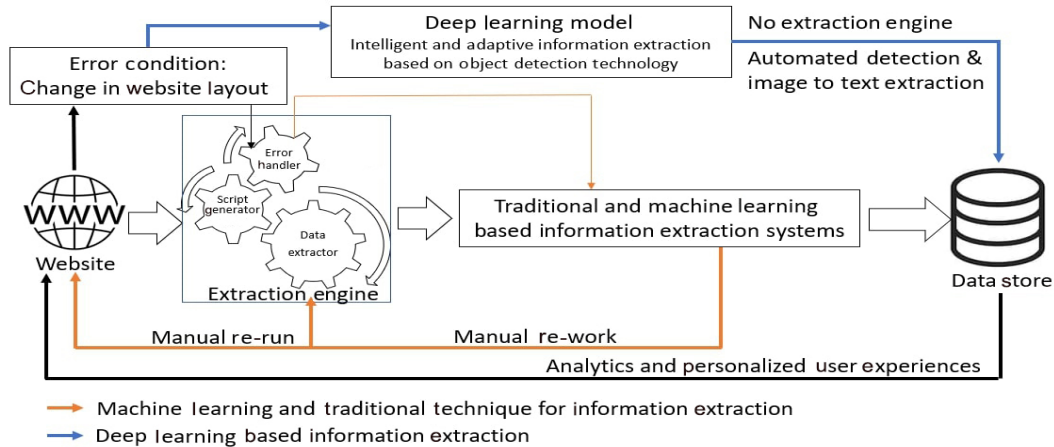 Deep learning model
Intelligent and adaptive information extraction
based on object detection technology
No extraction engine
Automated detection &
image to text extraction
Error condition:
Change in website layout
Error
handler
Script
generator
Data
extractor
Extraction engine
WWW
Website
Traditional and machine learning
based information extraction systems
Data store
Manual re-run
Manual re-work
Analytics and personalized user experiences
Machine learning and traditional technique for information extraction
Deep learning based information extraction